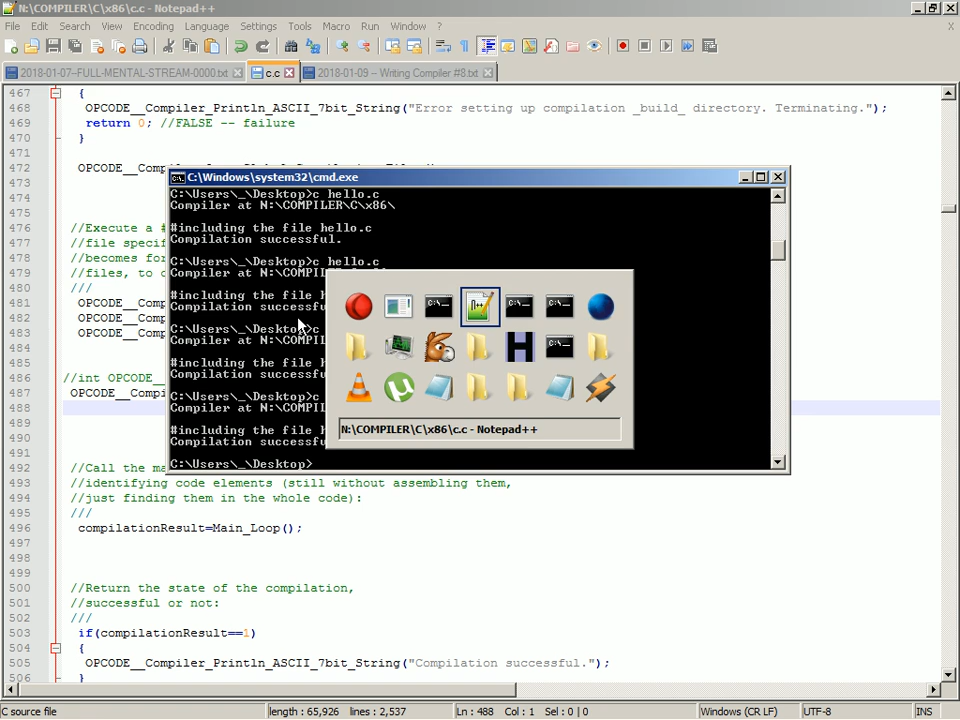 N:\COMPILER\C\x86\c.c - Notepad++
File Edit Search View Encoding Language Settings Tools Macro Run Window ?
X
2018-01-07--FULL-MENTAL-STREAM-0000.txt c.c 2018-01-09 -- Writing Compiler #8.txt
467 {
468 OPCODE__Compiler_Println_ASCII_7bit_String("Error setting up compilation _build_ directory. Terminating.");
469 return 0; //FALSE -- failure
470 }
471
472 OPCODE__Comp
473
474
475
476 //Execute a #
477 //file specif
478 //becomes for
479 //files, to c
480 ///
481 OPCODE__Comp
482 OPCODE__Comp
483 OPCODE__Comp
484
485
486 //int OPCODE__
487 OPCODE__Compi
488
489
490
491
492 //Call the ma
493 //identifying code elements (still without assembling them,
494 //just finding them in the whole code):
495 ///
496 compilationResult=Main_Loop();
497
498
499
500 //Return the state of the compilation,
501 //successful or not:
502 ///
503 if(compilationResult==1)
504 {
505 OPCODE__Compiler_Println_ASCII_7bit_String("Compilation successful.");
506 }
C:\Windows\system32\cmd.exe
C:\Users\_\Desktop>c hello.c
Compiler at N:\COMPILER\C\x86\
#including the file hello.c
Compilation successful.
C:\Users\_\Desktop>c hello.c
Compiler at N:\COMP
#including the file h
Compilation successfu
C:\Users\_\Desktop>c
Compiler at N:\COMPIL
#including the file h
Compilation successfu
C:\Users\_\Desktop>c
Compiler at N:\COMPIL
#including the file h
Compilation successfu
C:\Users\_\Desktop>
N:\COMPILER\C\x86\c.c - Notepad++
C source file length : 65,926 lines : 2,537 Ln : 488 Col : 1 Sel : 0 | 0 Windows (CR LF) UTF-8 INS